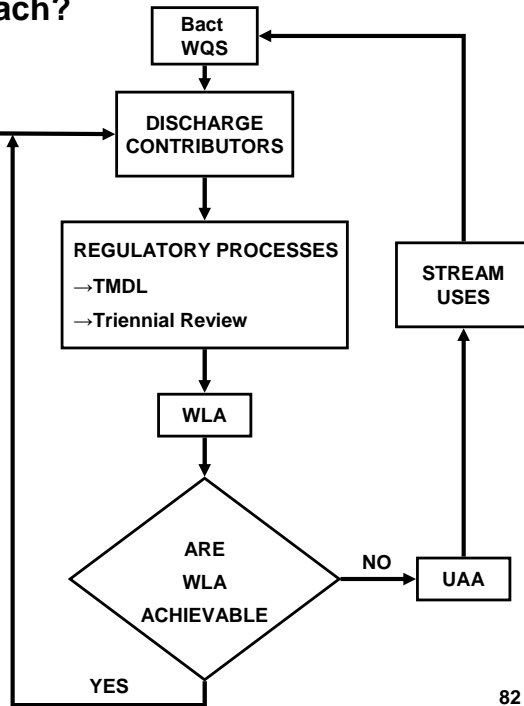 ach?
Bact
WQS
DISCHARGE
CONTRIBUTORS
REGULATORY PROCESSES
→TMDL
→Triennial Review
STREAM
USES
WLA
ARE
WLA
ACHIEVABLE
NO
UAA
YES
82